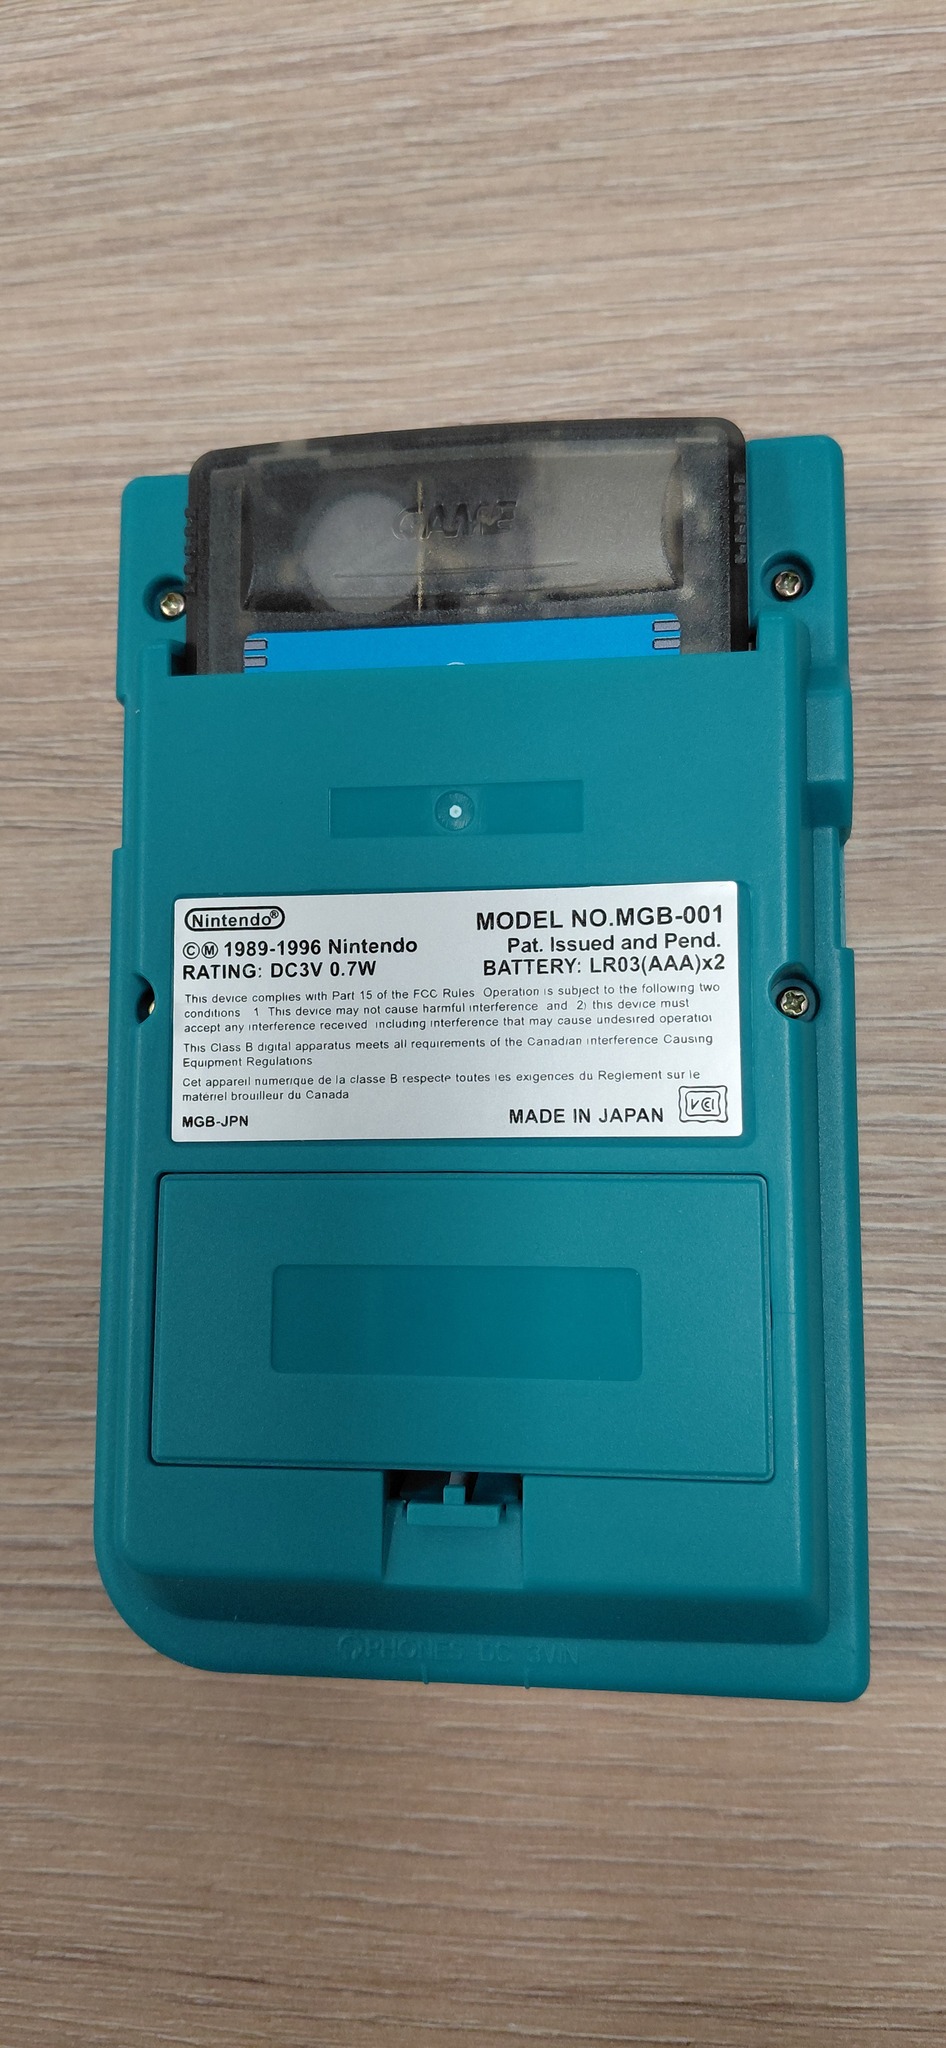 GAME
Nintendo®
MODEL NO.MGB-001
©Ⓜ 1989-1996 Nintendo
Pat. Issued and Pend.
RATING: DC3V 0.7W
BATTERY: LR03(AAA)x2
This device complies with Part 15 of the FCC Rules Operation is subject to the following two
conditions 1 This device may not cause harmful interference and 2) this device must
accept any interference received including interference that may cause undesired operatior
This Class B digital apparatus meets all requirements of the Canadian Interference Causing
Equipment Regulations
Cet appareil numerique de la classe B respecte toutes les exigences du Reglement sur le
materiel brouilleur du Canada
MGB-JPN
MADE IN JAPAN
VCI
PHONES DC 3V IN